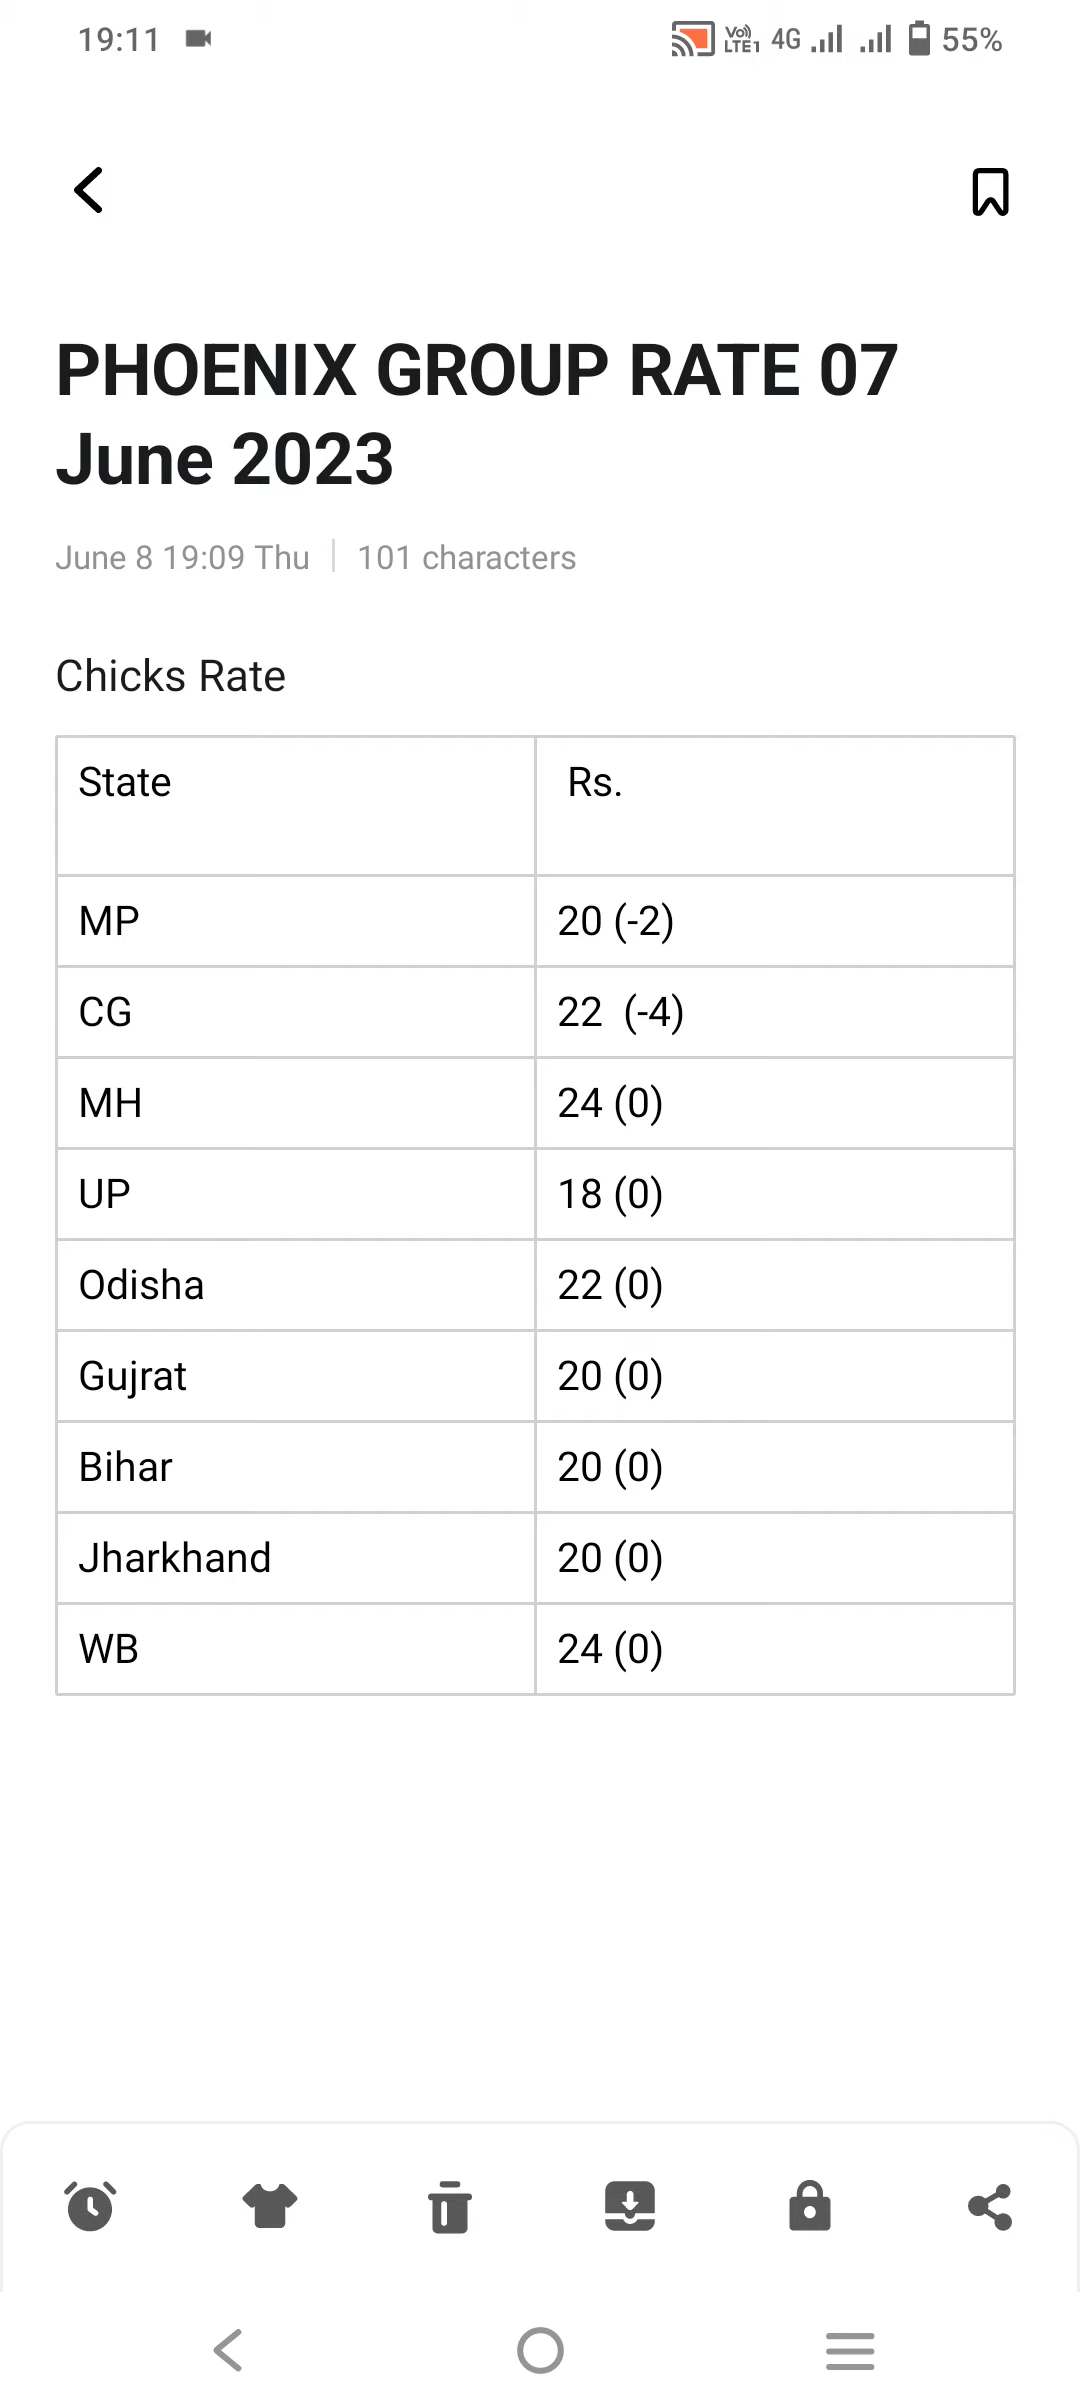 19:11 Vo) LTE1 4G 55%
PHOENIX GROUP RATE 07
June 2023
June 8 19:09 Thu | 101 characters
Chicks Rate
State Rs.
MP 20 (-2)
CG 22 (-4)
MH 24 (0)
UP 18 (0)
Odisha 22 (0)
Gujrat 20 (0)
Bihar 20 (0)
Jharkhand 20 (0)
WB 24 (0)